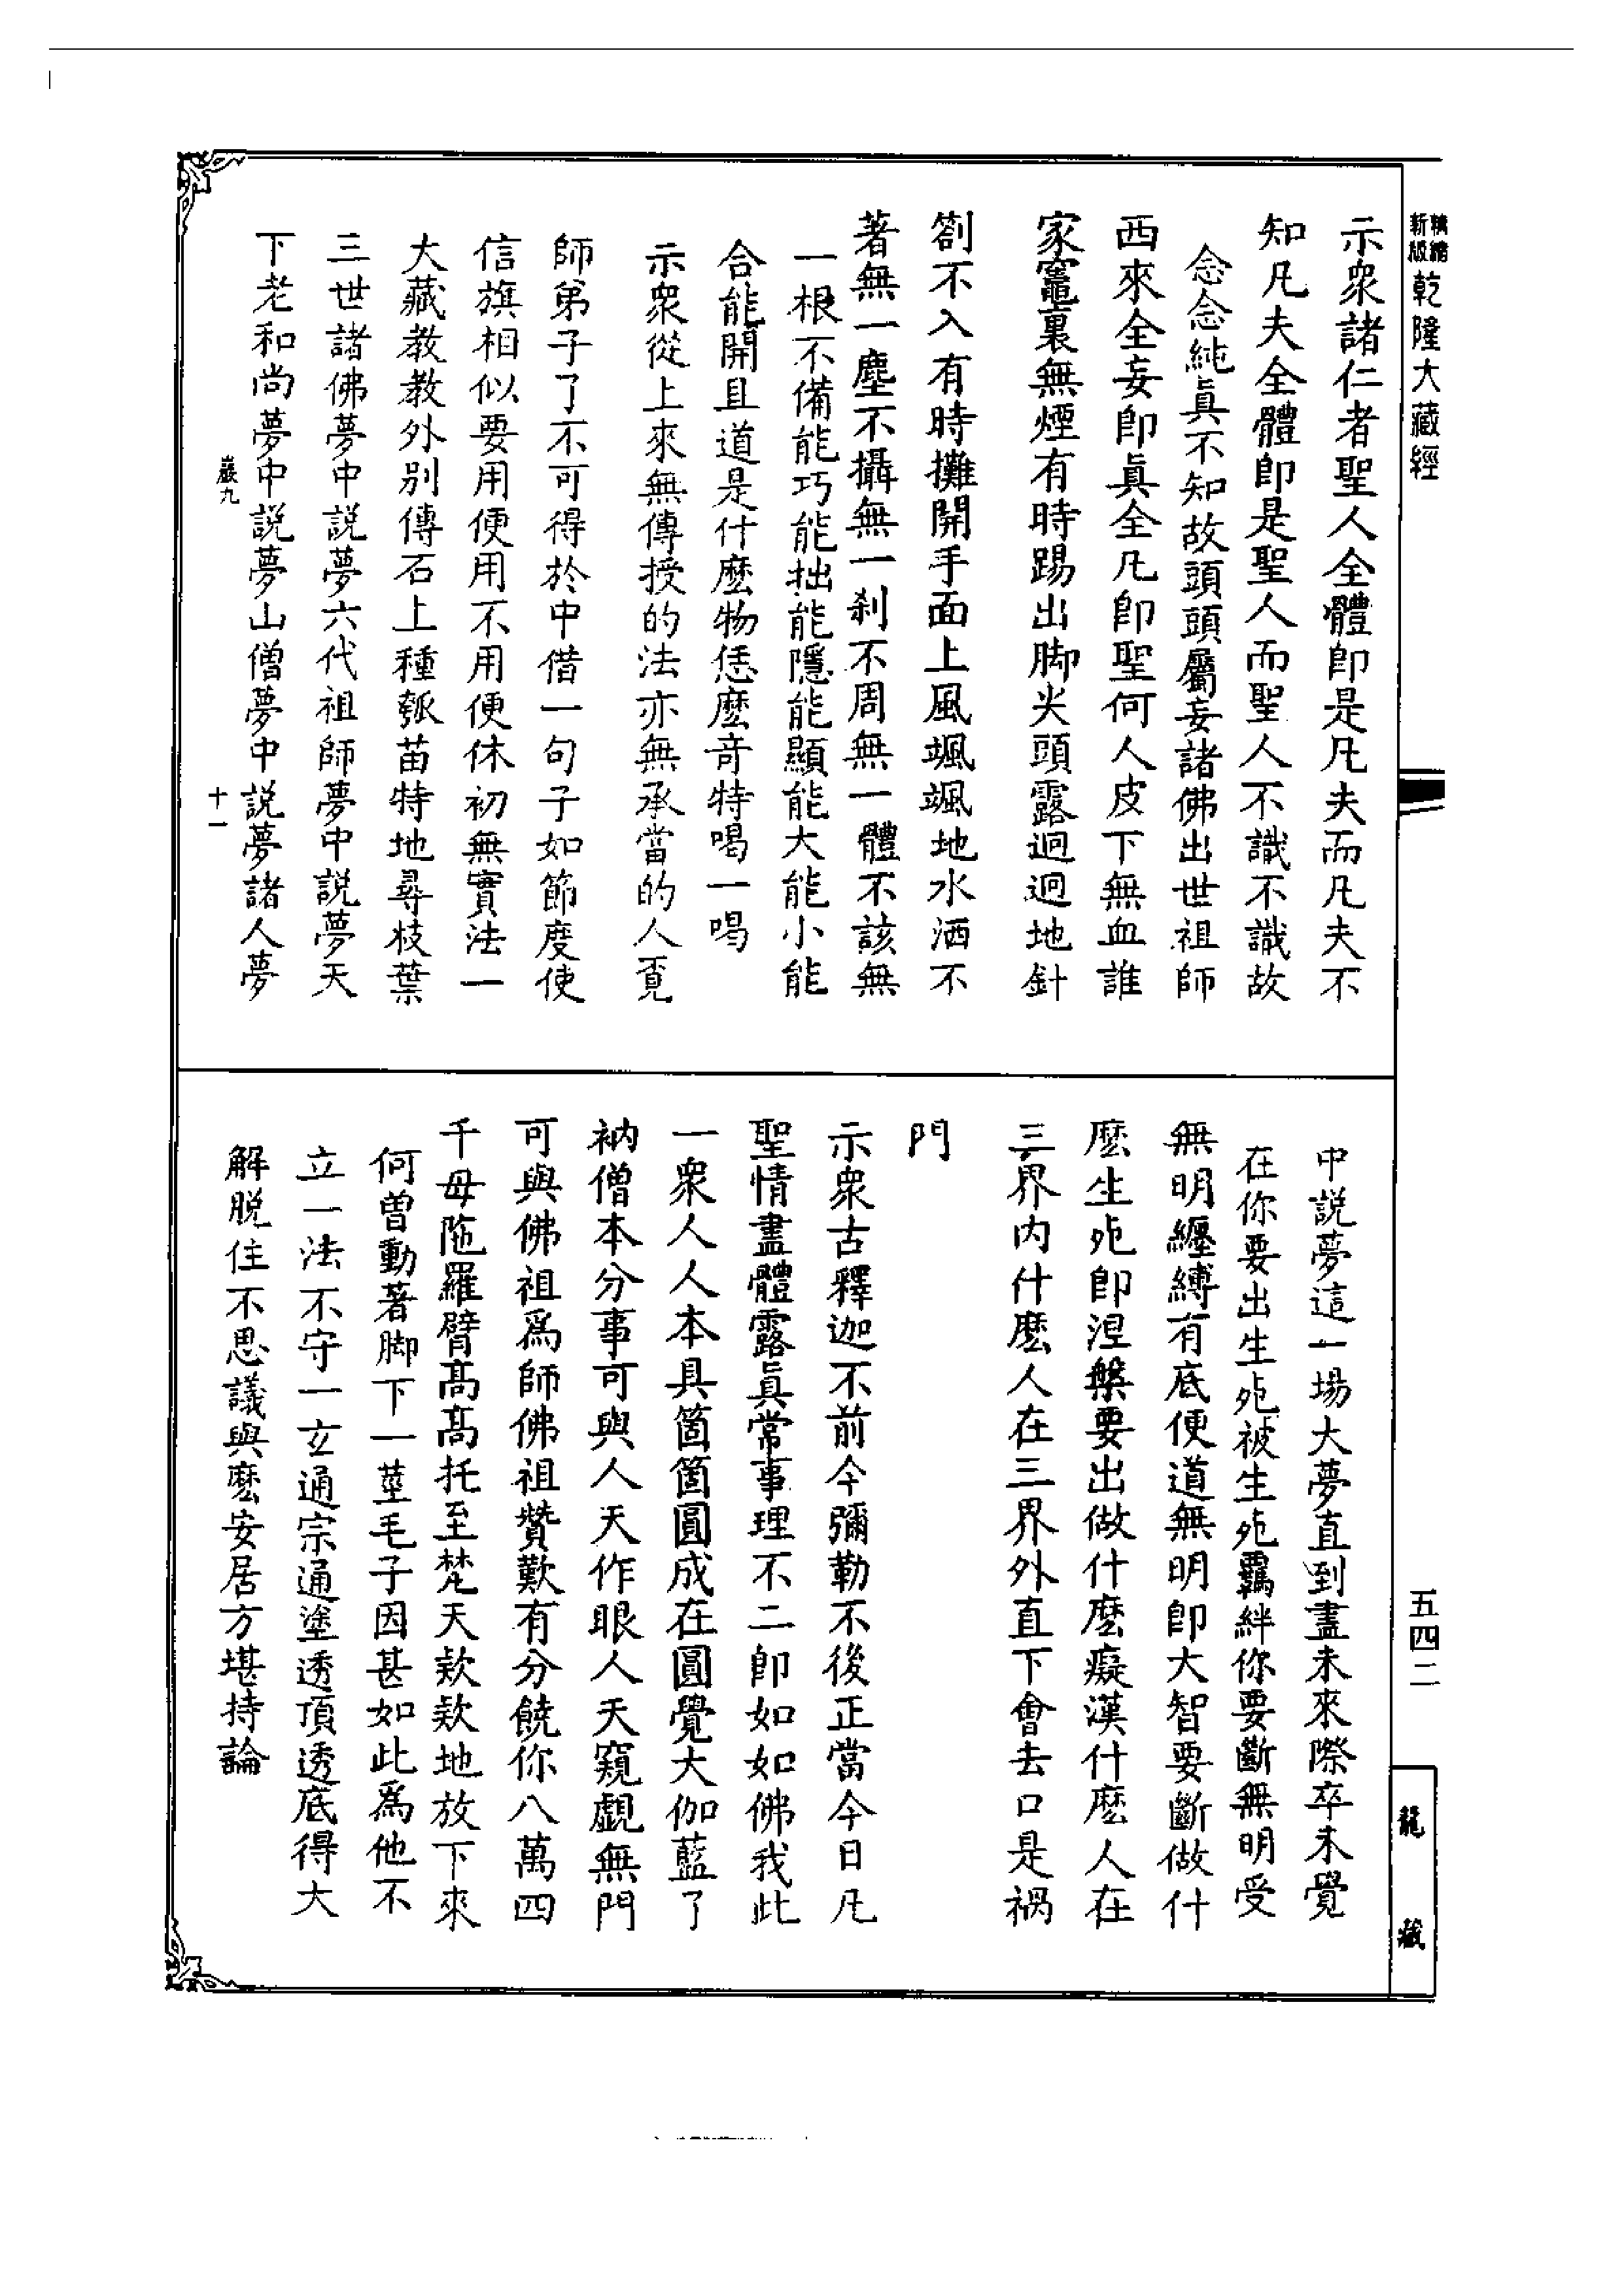 精縮新版乾隆大藏經
示衆諸仁者聖人全體卽是凡夫而凡夫不
知凡夫全體卽是聖人而聖人不識不識故
念念純眞不知故頭頭屬妄諸佛出世祖師
西來全妄卽眞全凡卽聖何人皮下無血誰
家竈裏無煙有時踢出脚尖頭露迥迥地針
劄不入有時攤開手面上風颯颯地水洒不
著無一塵不攝無一刹不周無一體不該無
一根不備能巧能拙能隱能顯能大能小能
合能開且道是什麽物恁麽竒特喝一喝
示衆從上來無傳授的法亦無承當的人覓
師弟子了不可得於中借一句子如節度使
信旗相似要用便用不用便休初無實法一
大藏教教外別傳石上種瓠苗特地尋枝葉
三世諸佛夢中説夢六代祖師夢中説夢天
下老和尚夢中説夢山僧夢中説夢諸人夢
巖九
十一
中説夢這一場大夢直到盡未來際卒未覺
在你要出生死被生死羈絆你要斷無明受
無明纏縛有底便道無明卽大智要斷做什
麽生死卽涅槃要出做什麽癡漢什麽人在
三界內什麽人在三界外直下會去口是禍
門
示衆古釋迦不前今彌勒不後正當今日凡
聖情盡體露眞常事理不二卽如如佛我此
一衆人人本具箇箇圓成在圓覺大伽藍了
衲僧本分事可與人天作眼人天窺覷無門
可與佛祖爲師佛祖贊歎有分饒你八萬四
千母陁羅臂髙髙托至梵天欵欵地放下來
何曾動著脚下一莖毛子因甚如此爲他不
立一法不守一玄通宗通塗透頂透底得大
解脱住不思議與麽安居方堪持論
五四二
龍藏